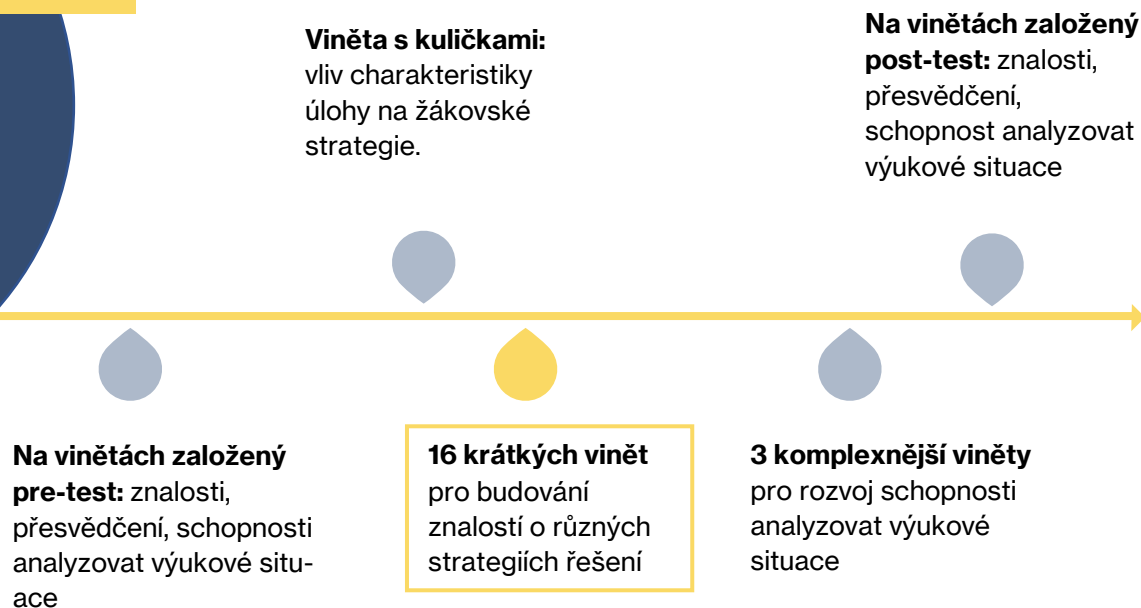 Viněta s kuličkami:
vliv charakteristiky
úlohy na žákovské
strategie.
Na vinětách založený
post-test: znalosti,
přesvědčení,
schopnost analyzovat
výukové situace
Na vinětách založený
pre-test: znalosti,
přesvědčení, schopnosti
analyzovat výukové situ-
ace
16 krátkých vinět
pro budování
znalostí o různých
strategiích řešení
3 komplexnější viněty
pro rozvoj schopnosti
analyzovat výukové
situace